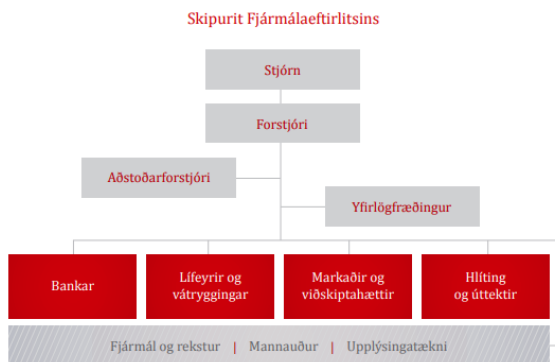 Skipurit Fjármálaeftirlitsins
Stjórn
Forstjóri
Aðstoðarforstjóri
Yfirlögfræðingur
Bankar
Lífeyrir og
vátryggingar
Markaðir og
viðskiptahættir
Hlíting
og úttektir
Fjármál og rekstur | Mannauður | Upplýsingatækni